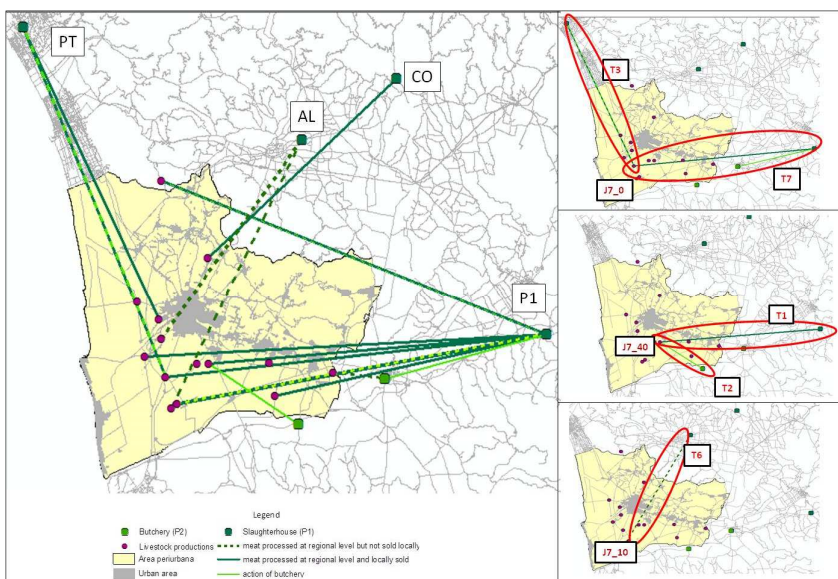 PT
CO
AL
P1
T3
T7
J7_0
T1
J7_40
T2
T6
J7_10
Legend
Butchery (P2)
Slaughterhouse (P1)
Livestock productions
meat processed at regional level but not sold locally
Area periurbana
meat processed at regional level and locally sold
Urban area
action of butchery